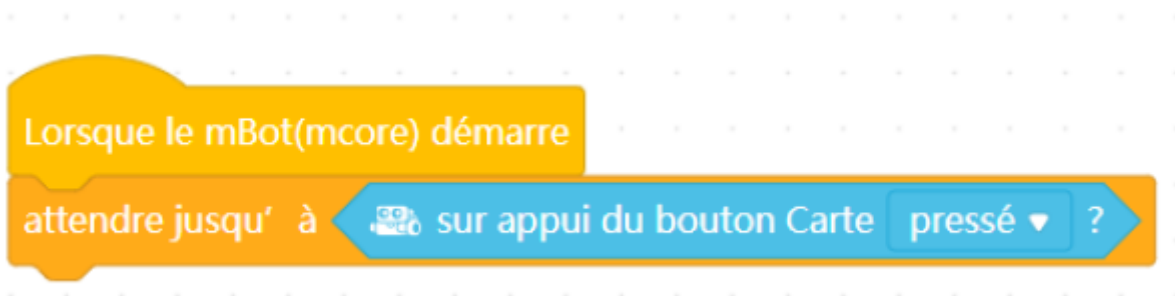 Lorsque le mBot(mcore) démarre
attendre jusqu' à sur appui du bouton Carte pressé ?